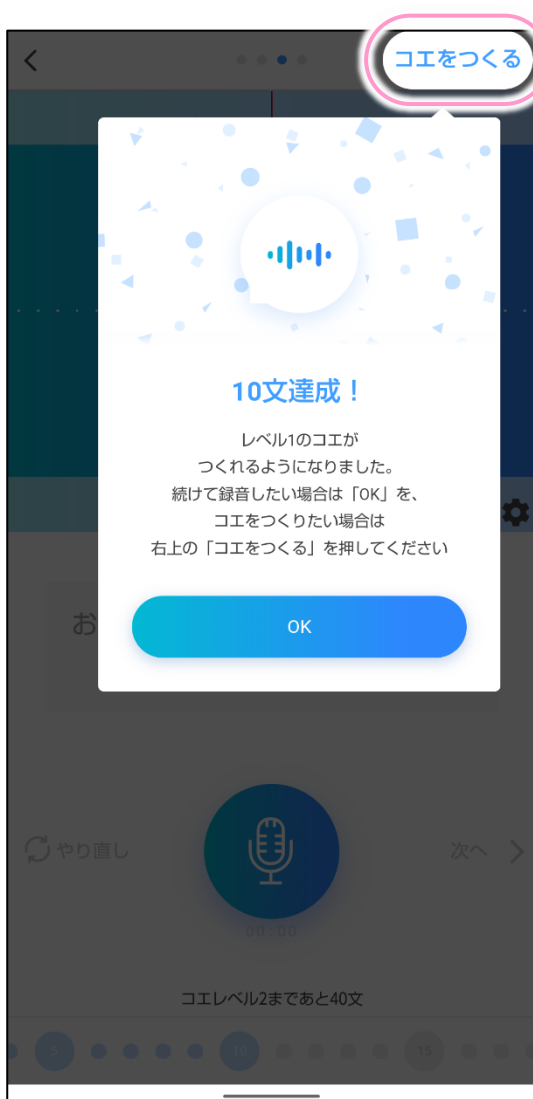 コエをつくる
10文達成！
レベル1のコエが
つくれるようになりました。
続けて録音したい場合は「OK」を、
コエをつくりたい場合は
右上の「コエをつくる」を押してください
OK
お
やり直し
次へ
00:00
コエレベル2まであと40文
5
10
15